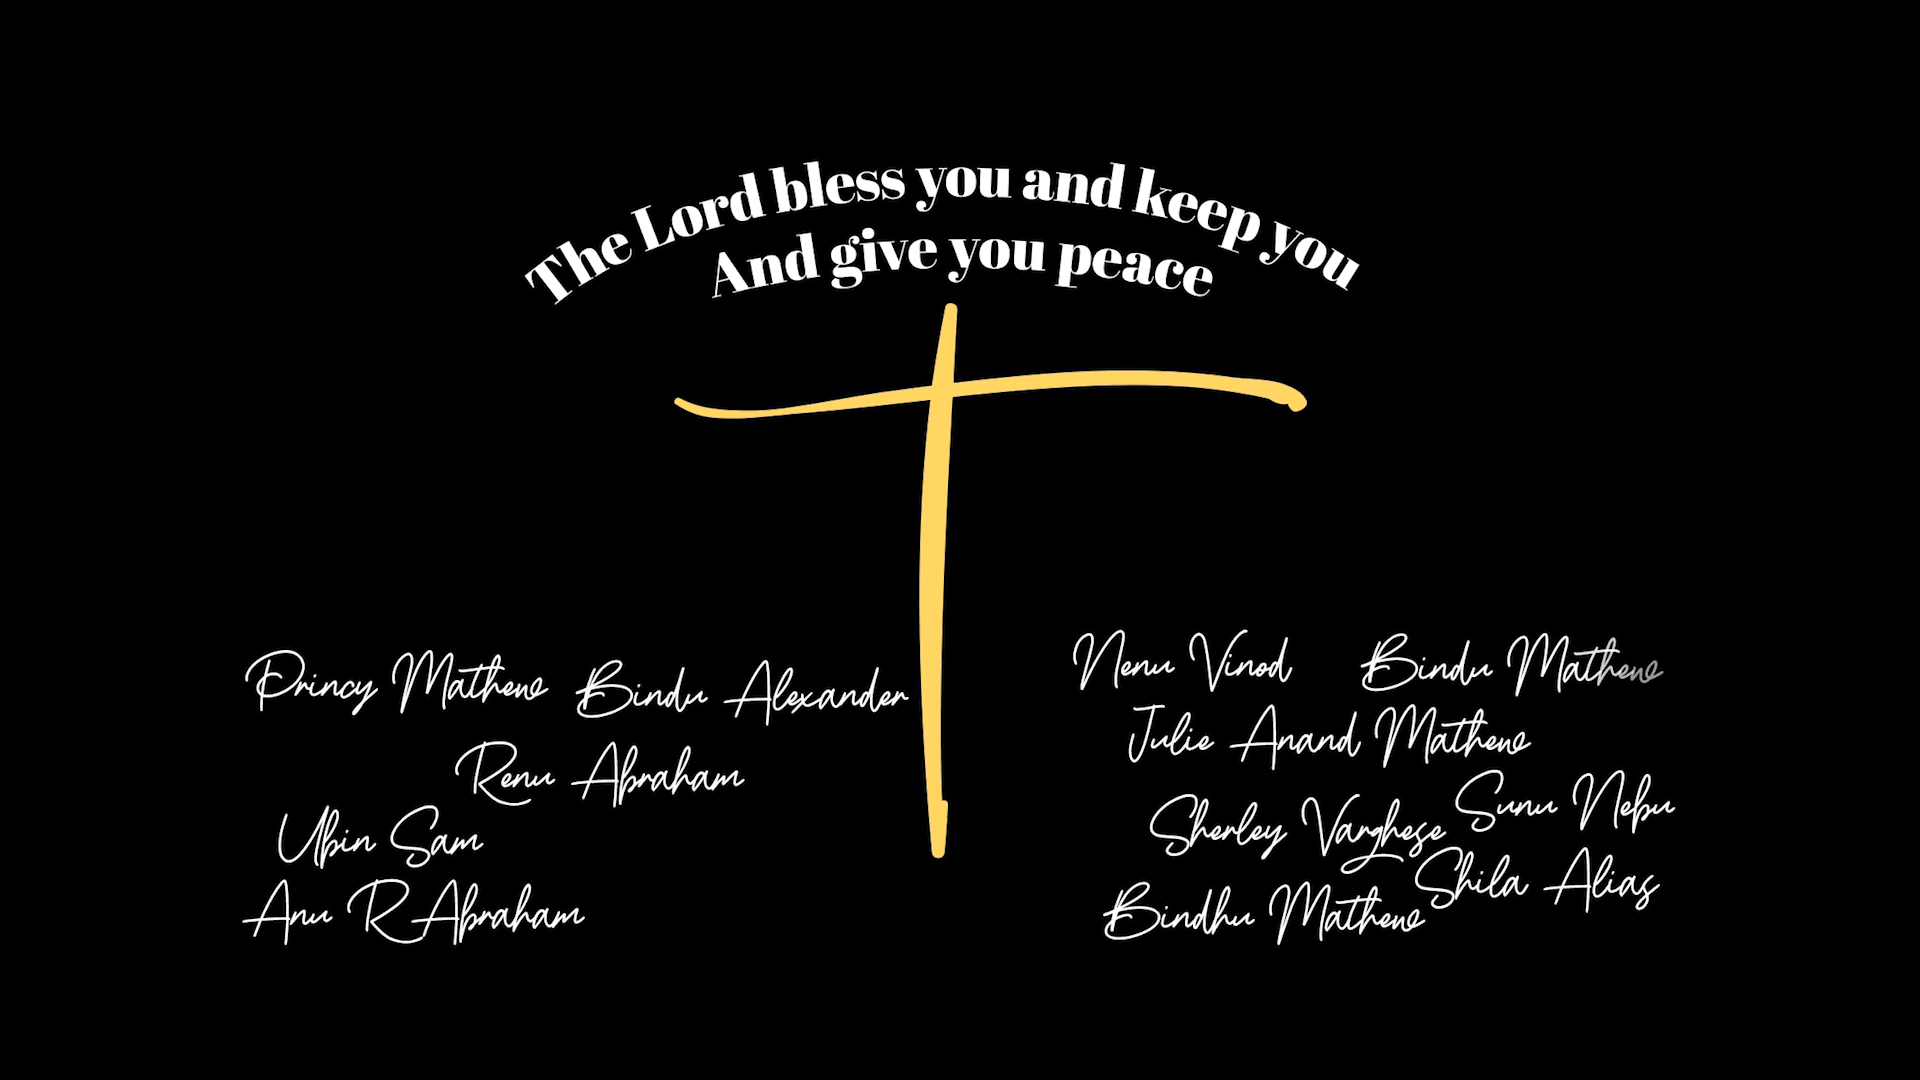 The Lord bless you and keep you
And give you peace
Princy Mathew
Bindu Alexander
Renu Abraham
Ubin Sam
Anu R Abraham
Nenu Vinod
Bindu Mathew
Julie Anand Mathew
Sherley Varghese
Sunu Nebu
Shila Alias
Bindhu Mathew